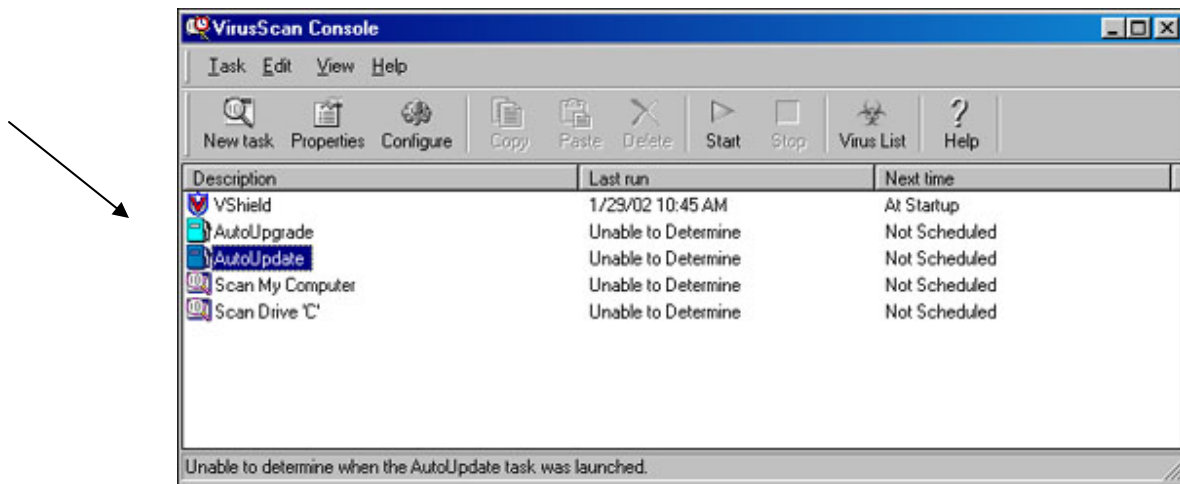 VirusScan Console
Task Edit View Help
New task Properties Configure Copy Paste Delete Start Stop Virus List Help
Description Last run Next time
VShield 1/29/02 10:45 AM At Startup
AutoUpgrade Unable to Determine Not Scheduled
AutoUpdate Unable to Determine Not Scheduled
Scan My Computer Unable to Determine Not Scheduled
Scan Drive 'C' Unable to Determine Not Scheduled
Unable to determine when the AutoUpdate task was launched.